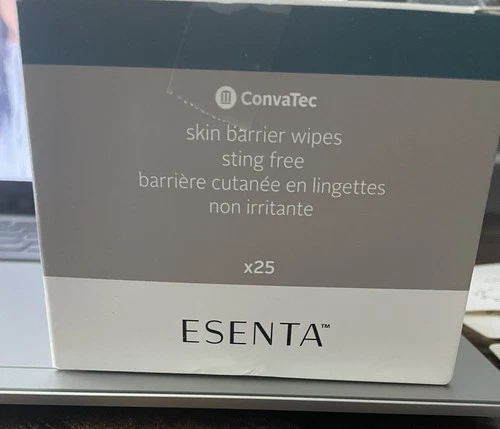 ConvaTec
skin barrier wipes
sting free
barrière cutanée en lingettes
non irritante
x25
ESENTA™